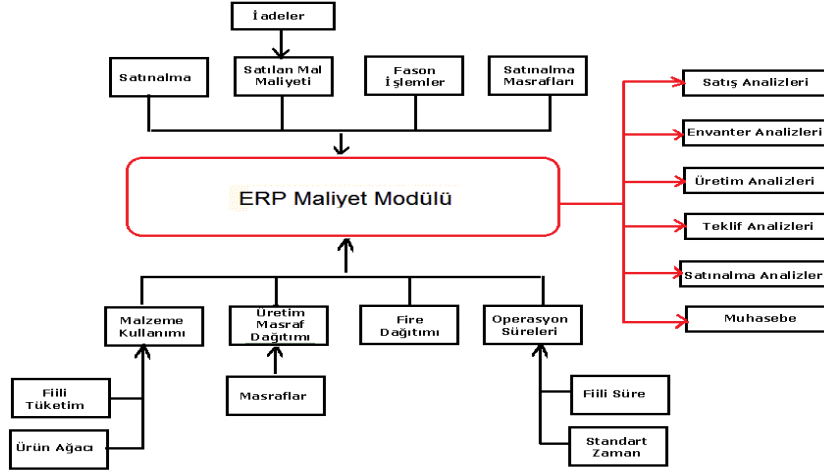 İadeler
Satınalma
Satılan Mal
Maliyeti
Fason
İşlemler
Satınalma
Masrafları
Satış Analizleri
Envanter Analizleri
Üretim Analizleri
Teklif Analizleri
Satınalma Analizler
Muhasebe
ERP Maliyet Modülü
Malzeme
Kullanımı
Üretim
Masraf
Dağıtımı
Fire
Dağıtımı
Operasyon
Süreleri
Fiili
Tüketim
Ürün Ağacı
Masraflar
Fiili Süre
Standart
Zaman